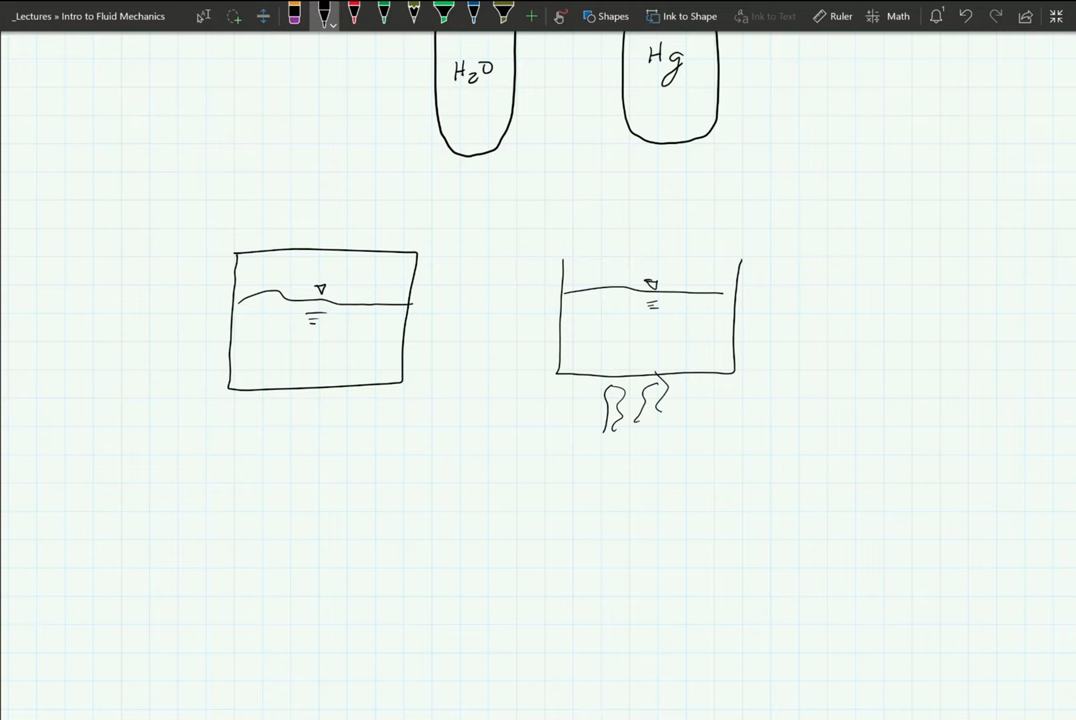 _Lectures » Intro to Fluid Mechanics
Shapes
Ink to Shape
Ink to Text
Ruler
Math
H₂O
Hg